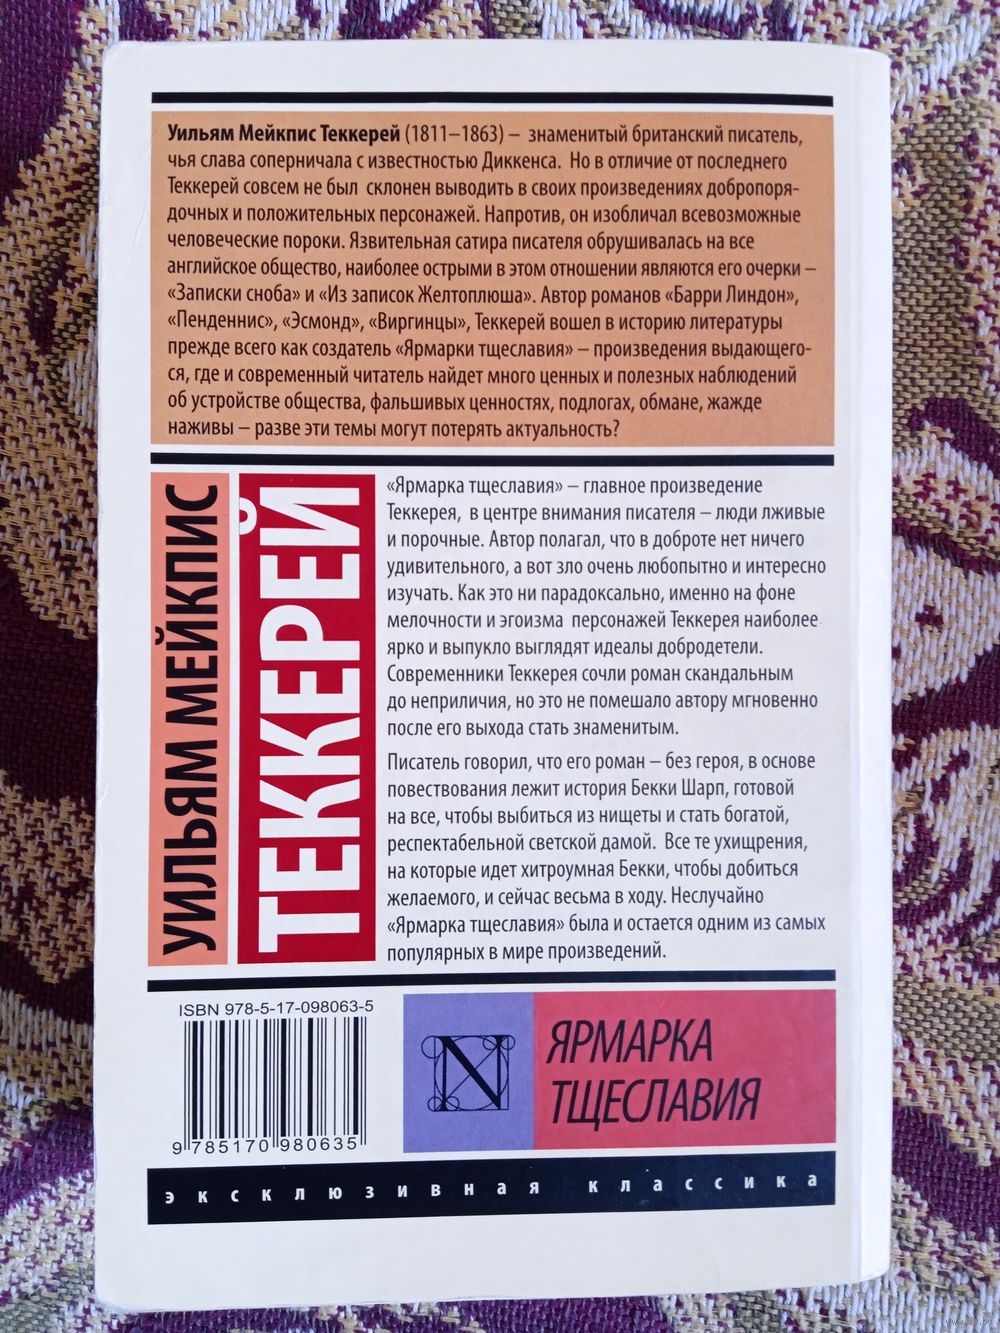 Уильям Мейкпис Теккерей (1811–1863) – знаменитый британский писатель,
чья слава соперничала с известностью Диккенса. Но в отличие от последнего
Теккерей совсем не был склонен выводить в своих произведениях добропоря-
дочных и положительных персонажей. Напротив, он изобличал всевозможные
человеческие пороки. Язвительная сатира писателя обрушивалась на все
английское общество, наиболее острыми в этом отношении являются его очерки –
«Записки сноба» и «Из записок Желтоплюша». Автор романов «Барри Линдон»,
«Пенденнис», «Эсмонд», «Виргинцы», Теккерей вошел в историю литературы
прежде всего как создатель «Ярмарки тщеславия» – произведения выдающего-
ся, где и современный читатель найдет много ценных и полезных наблюдений
об устройстве общества, фальшивых ценностях, подлогах, обмане, жажде
наживы – разве эти темы могут потерять актуальность?
УИЛЬЯМ МЕЙКПИС
ТЕККЕРЕЙ
«Ярмарка тщеславия» – главное произведение
Теккерея, в центре внимания писателя – люди лживые
и порочные. Автор полагал, что в доброте нет ничего
удивительного, а вот зло очень любопытно и интересно
изучать. Как это ни парадоксально, именно на фоне
мелочности и эгоизма персонажей Теккерея наиболее
ярко и выпукло выглядят идеалы добродетели.
Современники Теккерея сочли роман скандальным
до неприличия, но это не помешало автору мгновенно
после его выхода стать знаменитым.
Писатель говорил, что его роман – без героя, в основе
повествования лежит история Бекки Шарп, готовой
на все, чтобы выбиться из нищеты и стать богатой,
респектабельной светской дамой. Все те ухищрения,
на которые идет хитроумная Бекки, чтобы добиться
желаемого, и сейчас весьма в ходу. Неслучайно
«Ярмарка тщеславия» была и остается одним из самых
популярных в мире произведений.
ISBN 978-5-17-098063-5
9 785170 980635
N
ЯРМАРКА
ТЩЕСЛАВИЯ
эксклюзивная классика